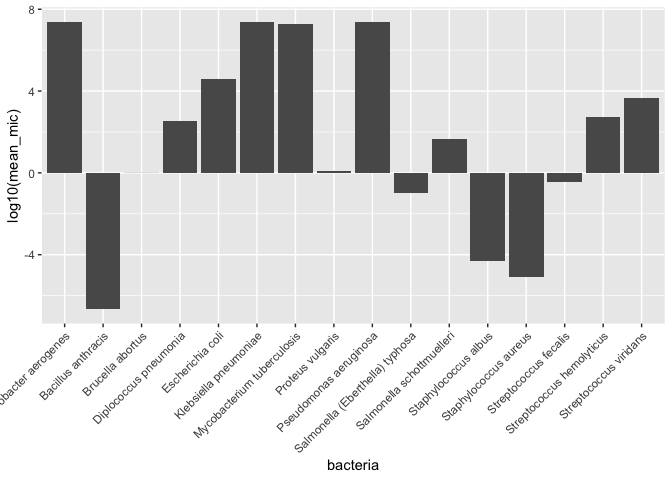 log10(mean_mic)
8
4
0
-4
obacter aerogenes
Bacillus anthracis
Brucella abortus
Diplococcus pneumonia
Escherichia coli
Klebsiella pneumoniae
Mycobacterium tuberculosis
Proteus vulgaris
Pseudomonas aeruginosa
Salmonella (Eberthella) typhosa
Salmonella schottmuelleri
Staphylococcus albus
Staphylococcus aureus
Streptococcus fecalis
Streptococcus hemolyticus
Streptococcus viridans
bacteria